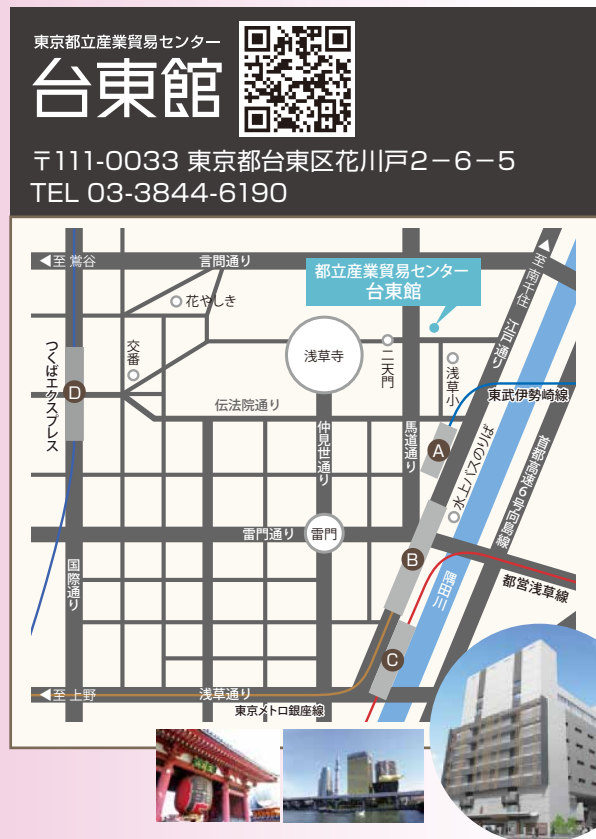 東京都立産業貿易センター
台東館
〒111-0033 東京都台東区花川戸2－6－5
TEL 03-3844-6190
◀至 鶯谷
言問り通り
都立産業貿易センター
台東館
▲至 南千住
江戸通り
花やしき
交番
浅草寺
二天門
浅草小
つくばエクスプレス
D
伝法院通り
仲見世通り
馬道通り
東武伊勢崎線
A
水上バスのりば
首都高速6号向島線
雷門通り
雷門
B
国際通り
隅田川
都営浅草線
C
◀至 上野
浅草通り
東京メトロ銀座線